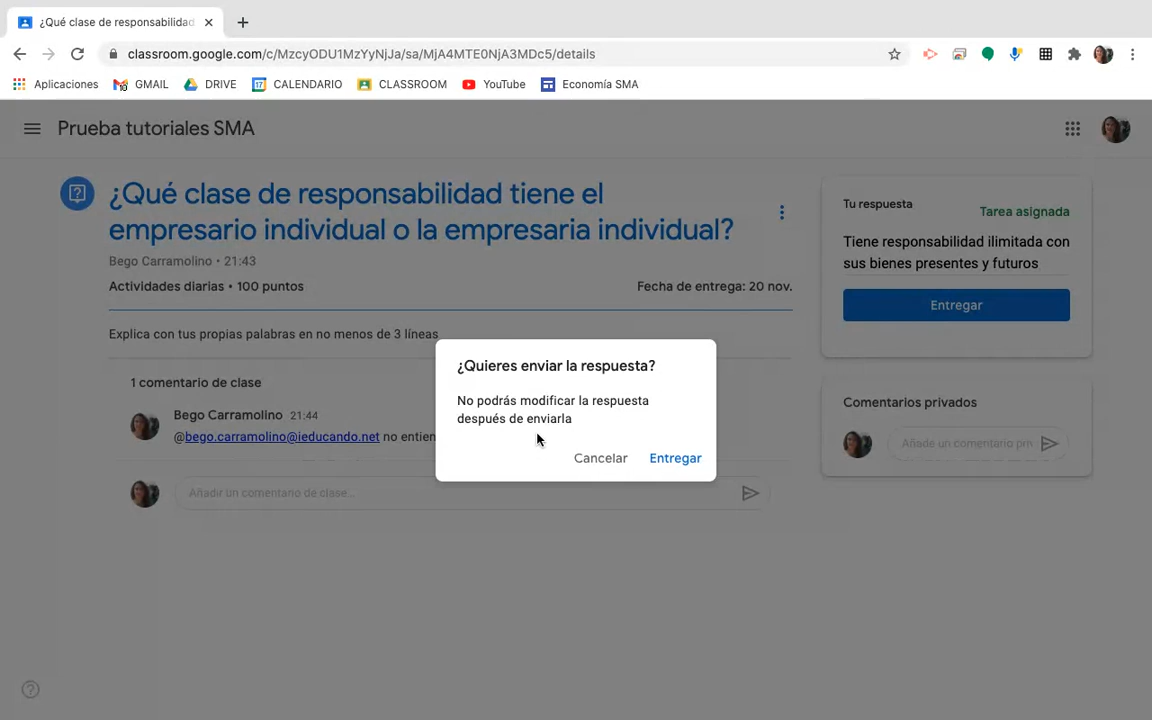 ¿Qué clase de responsabilidad
classroom.google.com/c/MzcyODU1MzYyNjJa/sa/MjA4MTE0NjA3MDc5/details
Aplicaciones GMAIL DRIVE CALENDARIO CLASSROOM YouTube Economía SMA
Prueba tutoriales SMA
¿Qué clase de responsabilidad tiene el
empresario individual o la empresaria individual?
Bego Carramolino • 21:43
Actividades diarias • 100 puntos Fecha de entrega: 20 nov.
Explica con tus propias palabras en no menos de 3 líneas
1 comentario de clase
Bego Carramolino 21:44
@bego.carramolino@ieducando.net no entien
Añadir un comentario de clase...
¿Quieres enviar la respuesta?
No podrás modificar la respuesta
después de enviarla
Cancelar Entregar
Tu respuesta
Tarea asignada
Tiene responsabilidad ilimitada con
sus bienes presentes y futuros
Entregar
Comentarios privados
Añade un comentario pri